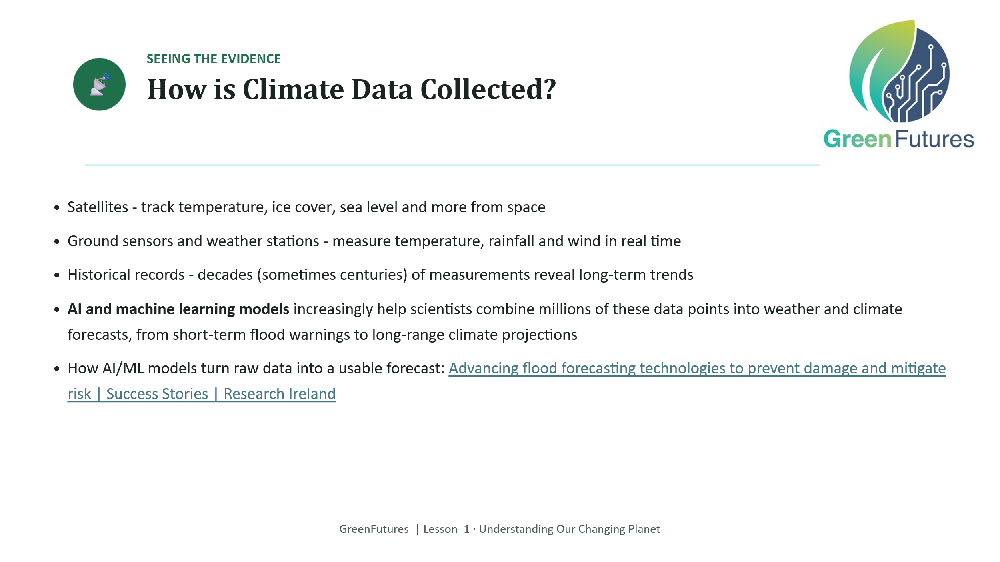 SEEING THE EVIDENCE
How is Climate Data Collected?
Green Futures
• Satellites - track temperature, ice cover, sea level and more from space
• Ground sensors and weather stations - measure temperature, rainfall and wind in real time
• Historical records - decades (sometimes centuries) of measurements reveal long-term trends
• AI and machine learning models increasingly help scientists combine millions of these data points into weather and climate
forecasts, from short-term flood warnings to long-range climate projections
• How AI/ML models turn raw data into a usable forecast: Advancing flood forecasting technologies to prevent damage and mitigate
risk | Success Stories | Research Ireland
GreenFutures | Lesson 1 · Understanding Our Changing Planet